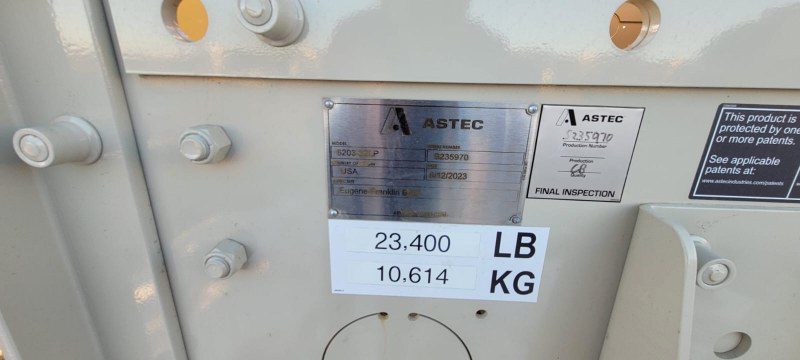 ASTEC
MODEL
SERIAL NUMBER
S235970
USA
6/12/2023
Eugene-Franklin
ASTEC
S235970
Production Number
Production
Quality
FINAL INSPECTION
This product is
protected by one
or more patents.
See applicable
patents at:
www.astecindustries.com/patents
23,400 LB
10,614 KG